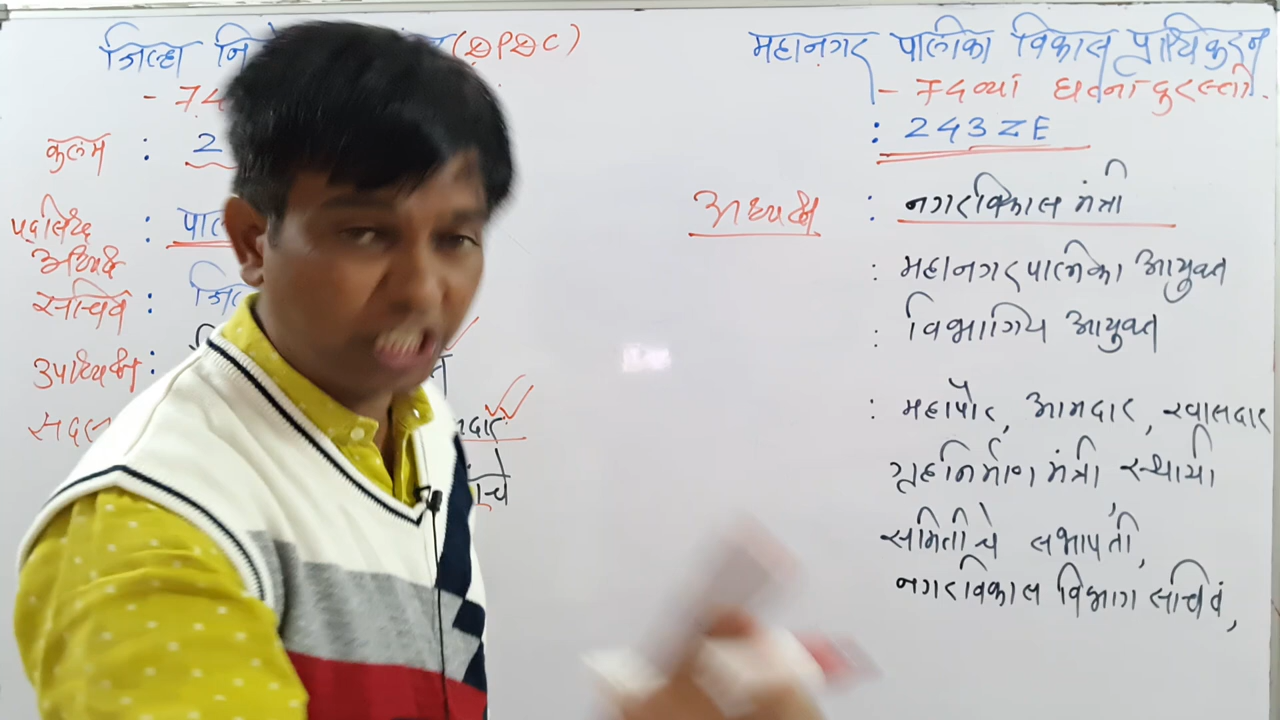 जिल्हा (DPDC)
- 74
कलम : 2
पदसिध्द : पाल
अध्यक्ष
सचिव : जिल
उपाध्यक्ष :
महानगर पालिका विकास प्राधिकरण
- 74व्या घटनादुरुस्ती.
: 243ZE
अध्यक्ष : नगरविकास मंत्री
: महानगरपालिका आयुक्त
: विभागिय आयुक्त
: महापौर, आमदार, खासदार
गृहनिर्माण मंत्री स्थायी
समितीचे सभापती,
नगरविकास विभाग सचिव,